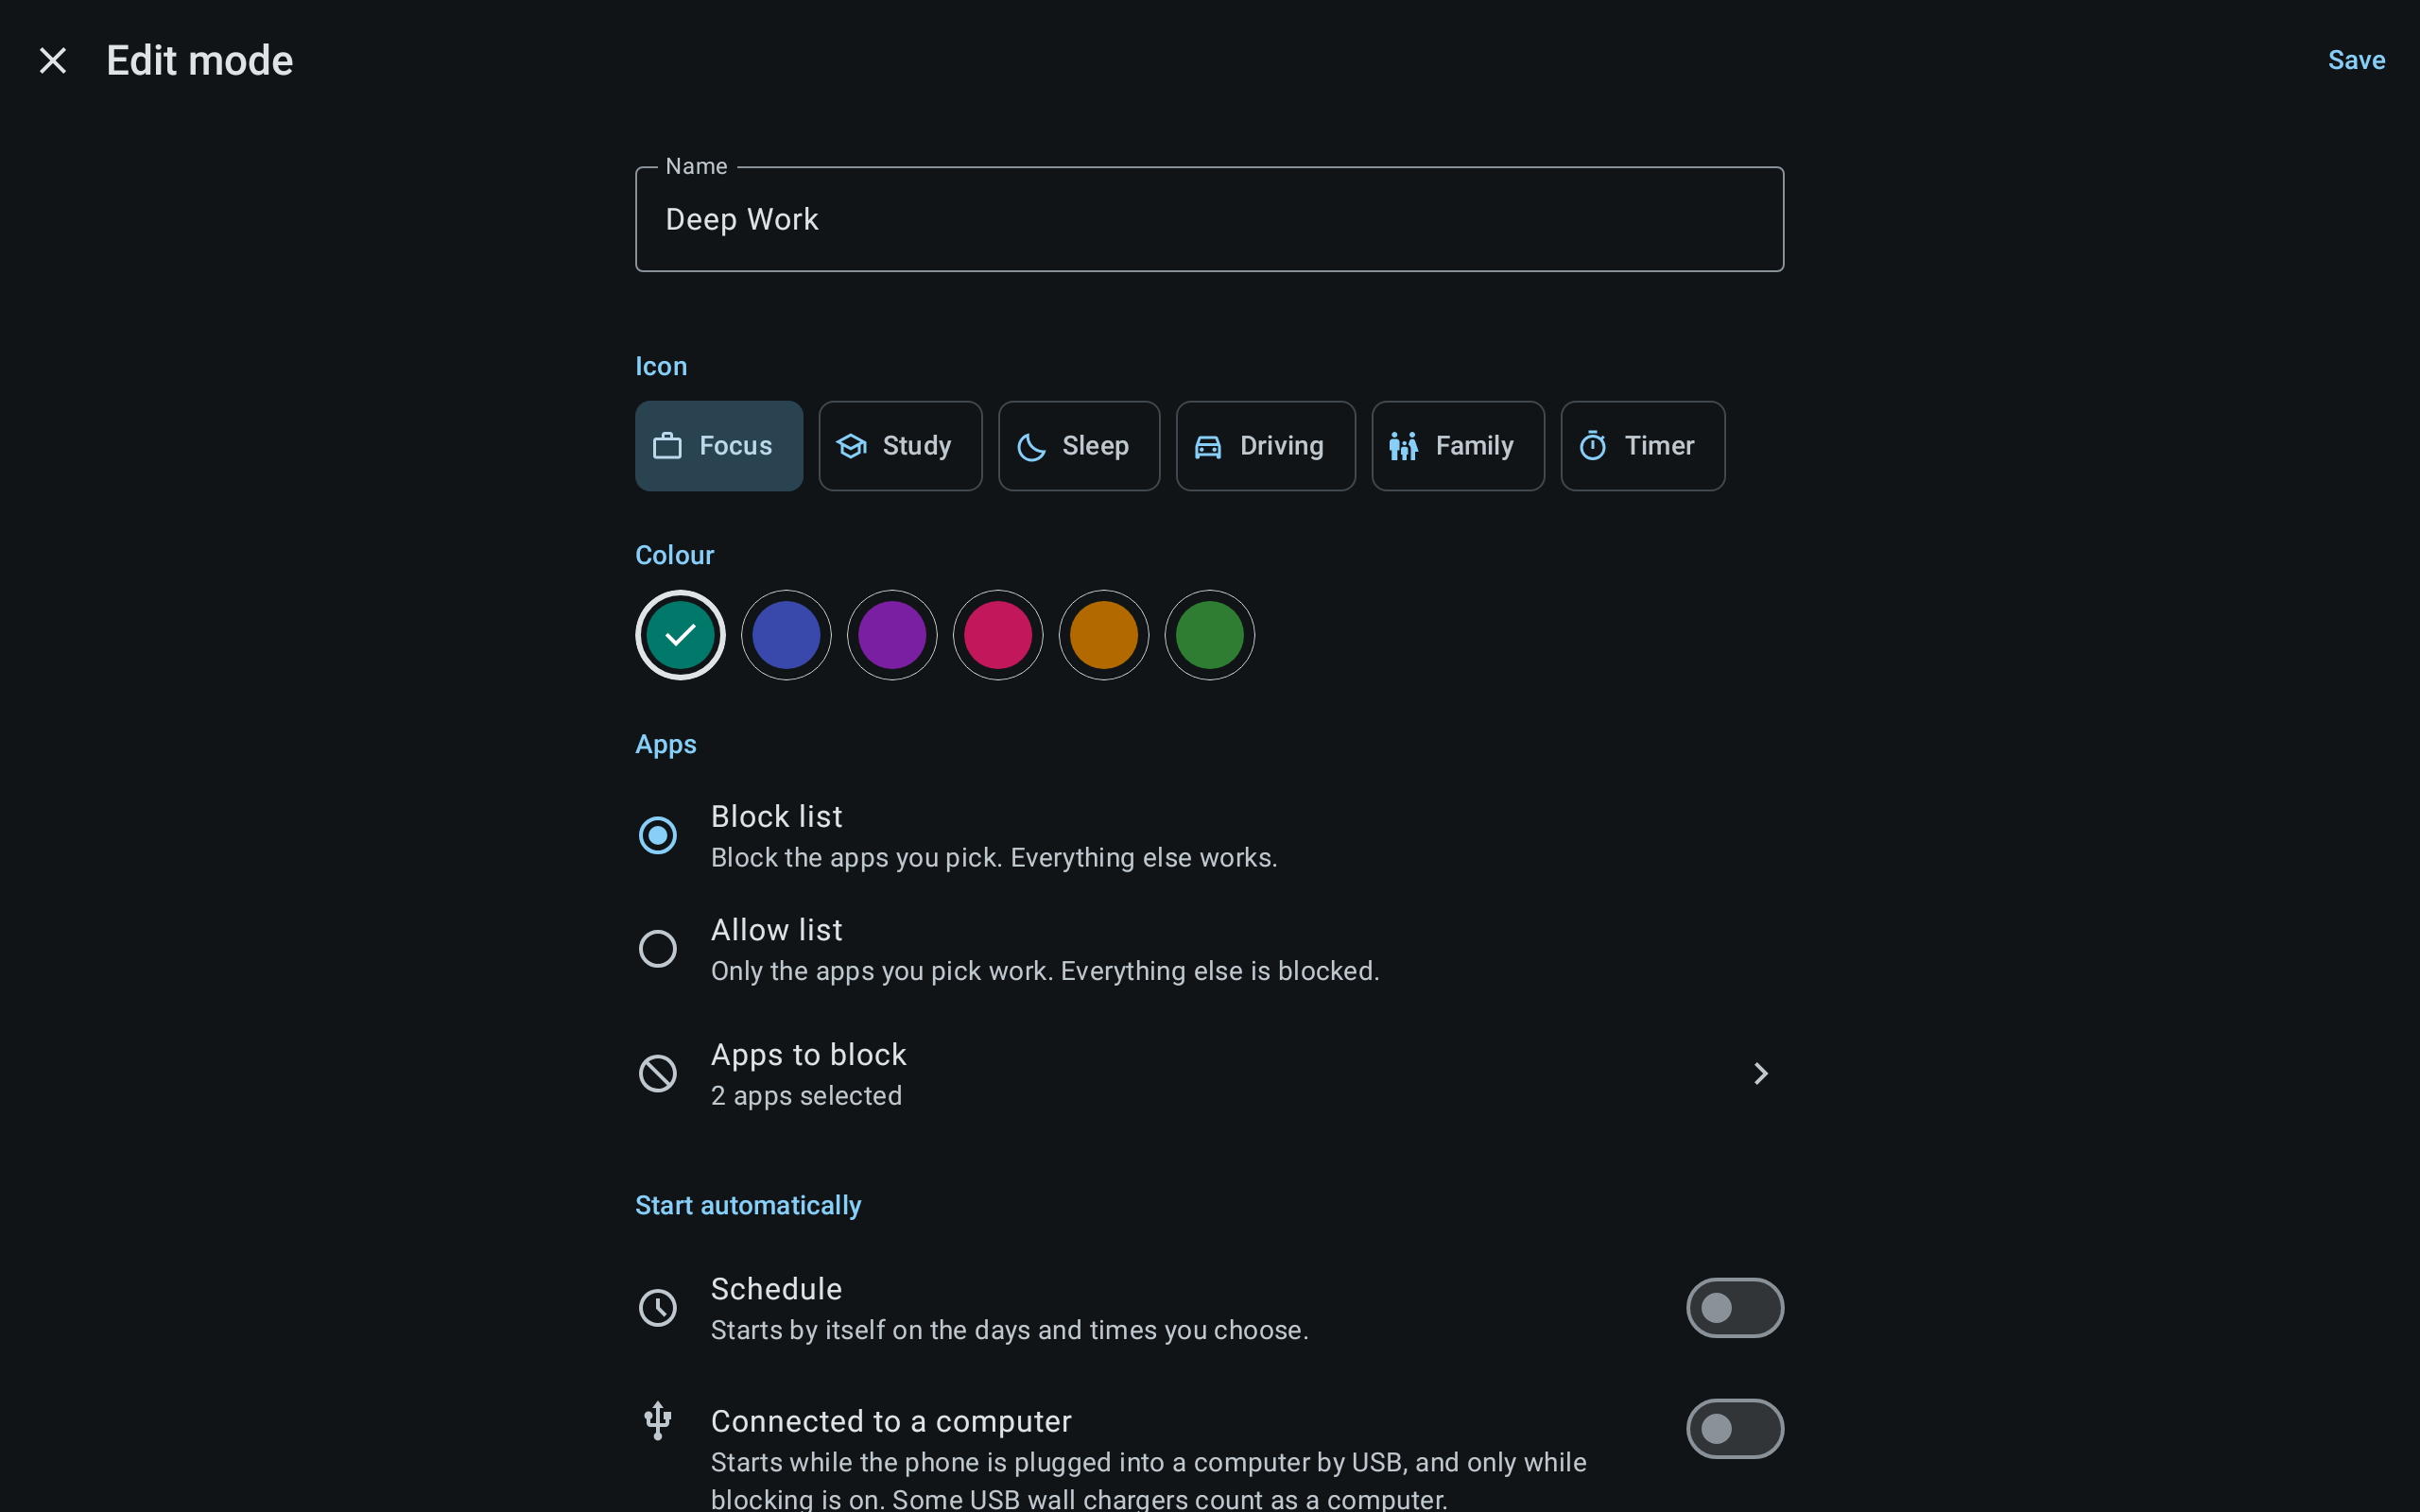 Edit mode
Save
Name
Deep Work
Icon
Focus
Study
Sleep
Driving
Family
Timer
Colour
Apps
Block list
Block the apps you pick. Everything else works.
Allow list
Only the apps you pick work. Everything else is blocked.
Apps to block
2 apps selected
Start automatically
Schedule
Starts by itself on the days and times you choose.
Connected to a computer
Starts while the phone is plugged into a computer by USB, and only while
blocking is on. Some USB wall chargers count as a computer.